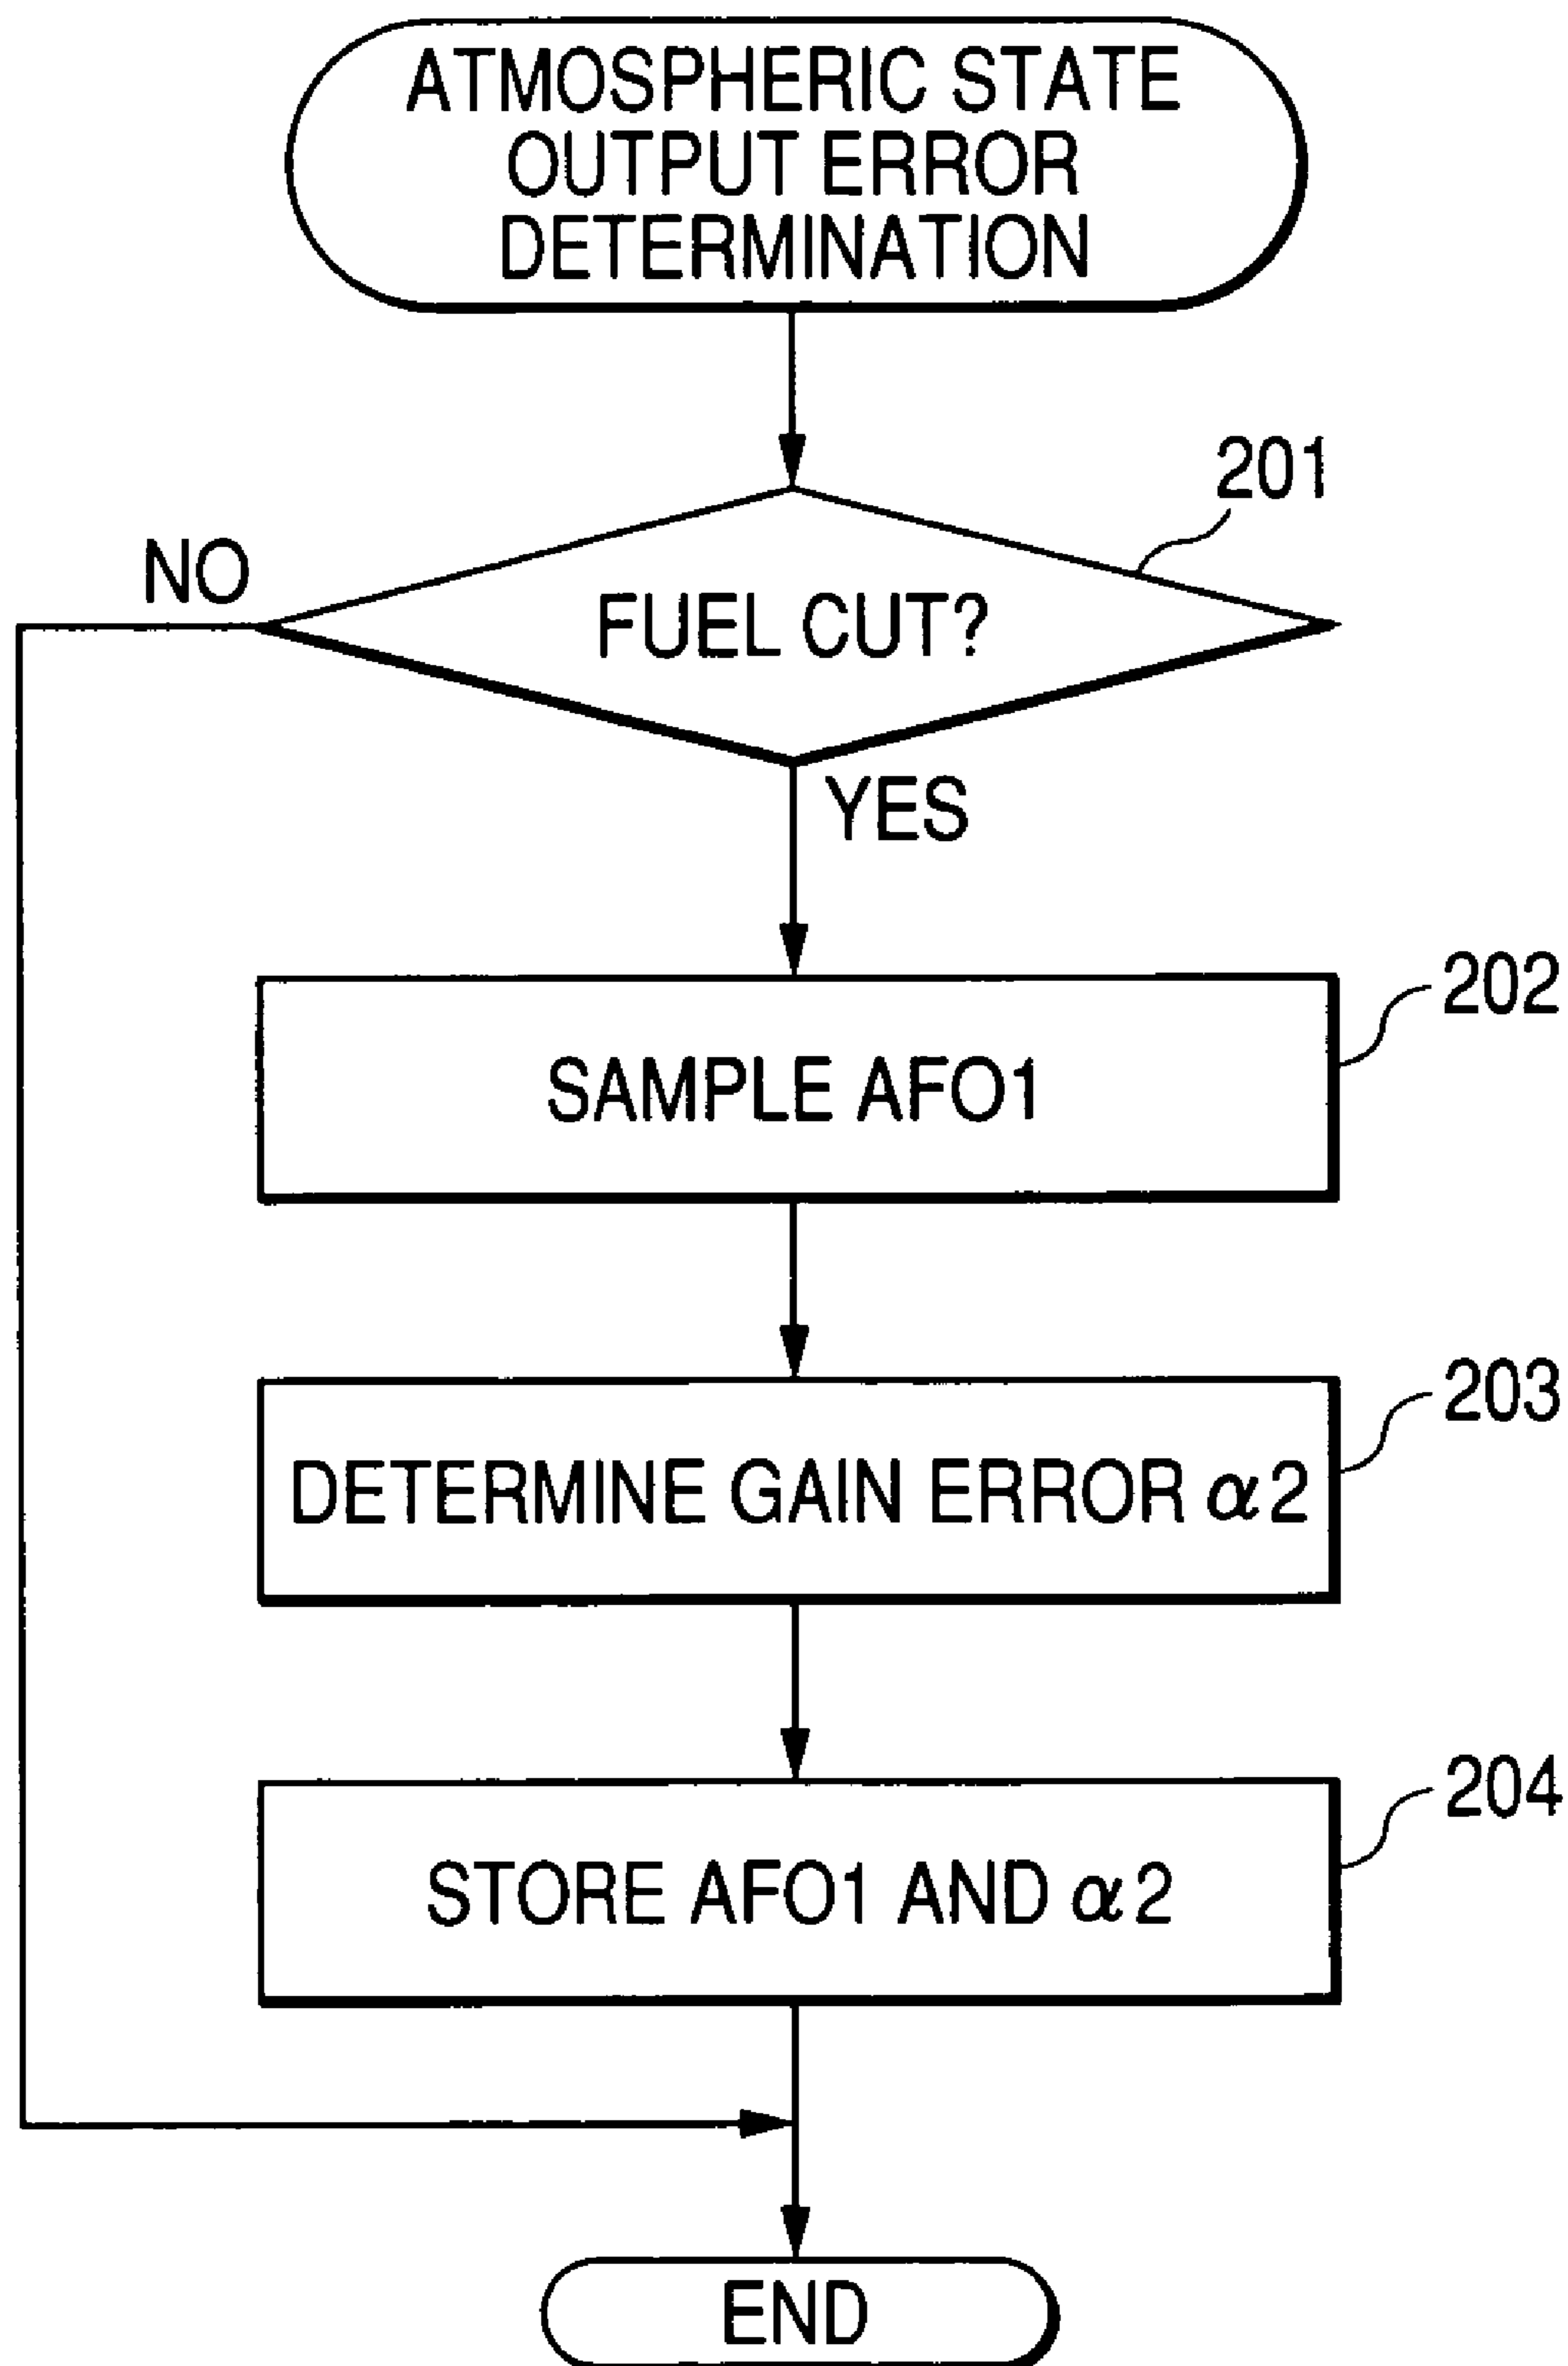 ATMOSPHERIC STATE
OUTPUT ERROR
DETERMINATION
201
NO
FUEL CUT?
YES
202
SAMPLE AFO1
203
DETERMINE GAIN ERROR α2
204
STORE AFO1 AND α2
END